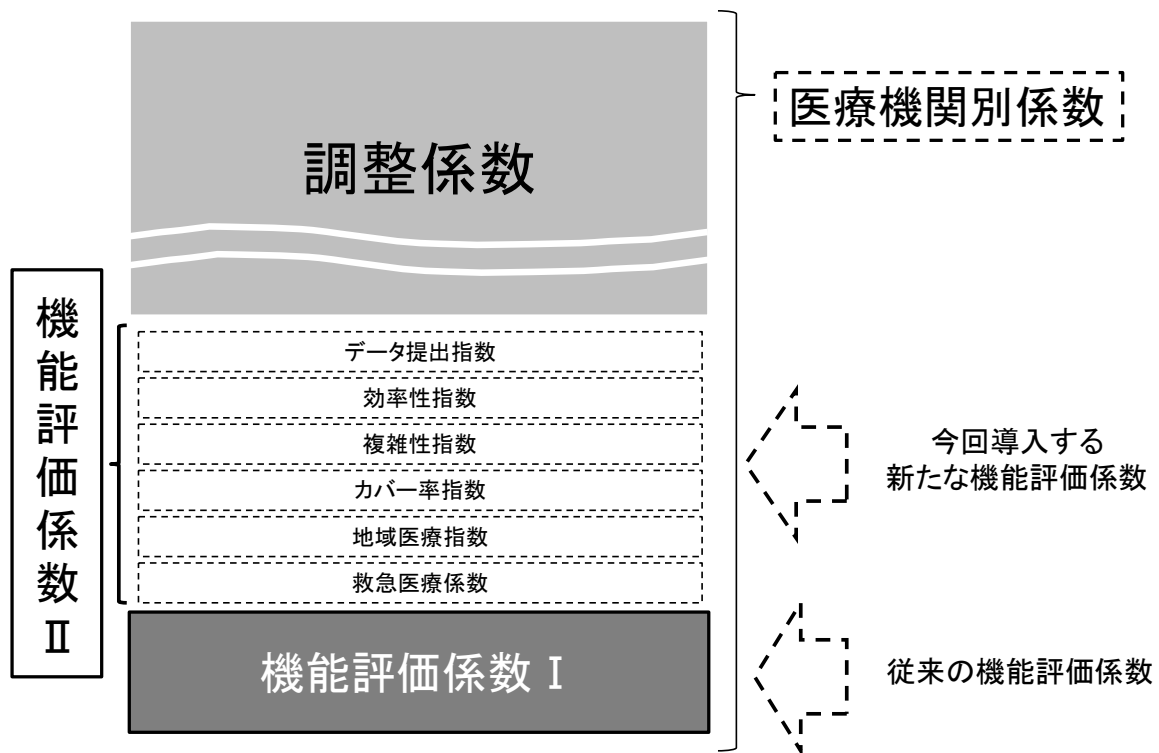 医療機関別係数
調整係数
機能評価係数Ⅱ
データ提出指数
効率性指数
複雑性指数
カバー率指数
地域医療指数
救急医療係数
今回導入する
新たな機能評価係数
機能評価係数Ⅰ
従来の機能評価係数